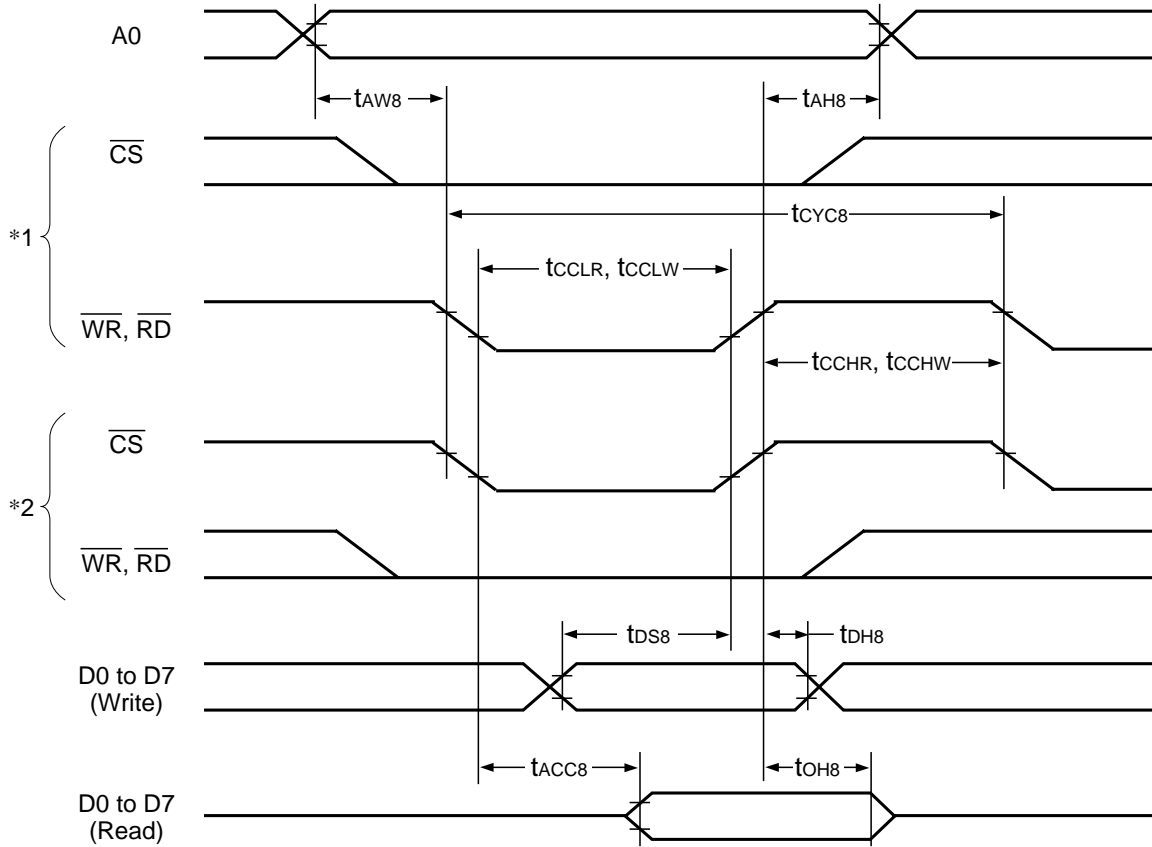 A0
tAW8
tAH8
CS
tCYC8
*1
tCCLR, tCCLW
WR, RD
tCCHR, tCCHW
CS
*2
WR, RD
tDS8
tDH8
D0 to D7
(Write)
tACC8
tOH8
D0 to D7
(Read)